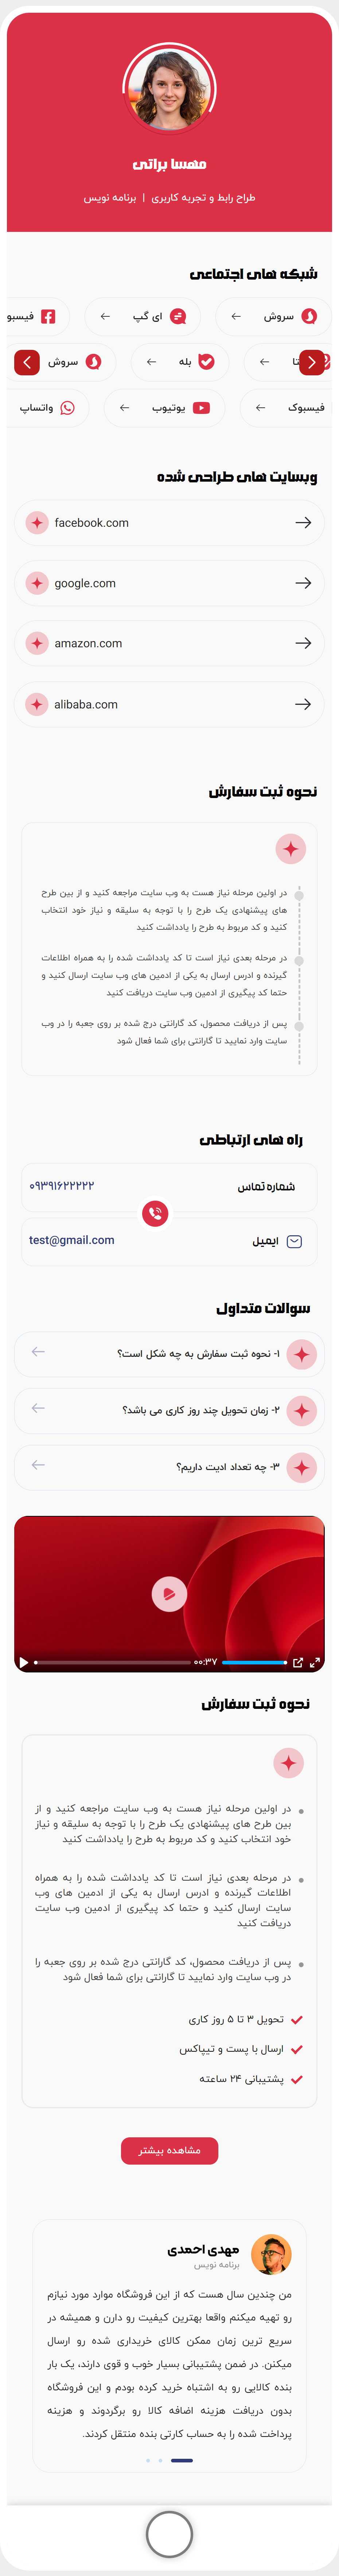 مهسا براتی
طراح رابط و تجربه کاربری | برنامه نویس
شبکه های اجتماعی
سروش
ای گپ
فیسبو
تا
بله
سروش
فیسبوک
یوتیوب
واتساپ
وبسایت های طراحی شده
facebook.com
google.com
amazon.com
alibaba.com
نحوه ثبت سفارش
در اولین مرحله نیاز هست به وب سایت مراجعه کنید و از بین طرح
های پیشنهادی یک طرح را با توجه به سلیقه و نیاز خود انتخاب
کنید و کد مربوط به طرح را یادداشت کنید
در مرحله بعدی نیاز است تا کد یادداشت شده را به همراه اطلاعات
گیرنده و ادرس ارسال به یکی از ادمین های وب سایت ارسال کنید و
حتما کد پیگیری از ادمین وب سایت دریافت کنید
پس از دریافت محصول، کد گارانتی درج شده بر روی جعبه را در وب
سایت وارد نمایید تا گارانتی برای شما فعال شود
راه های ارتباطی
شماره تماس
۰۹۳۹۱۶۲۲۲۲۲
ایمیل
test@gmail.com
سوالات متداول
۱- نحوه ثبت سفارش به چه شکل است؟
۲- زمان تحویل چند روز کاری می باشد؟
۳- چه تعداد ادیت داریم؟
۰۰:۳۷
نحوه ثبت سفارش
در اولین مرحله نیاز هست به وب سایت مراجعه کنید و از
بین طرح های پیشنهادی یک طرح را با توجه به سلیقه و نیاز
خود انتخاب کنید و کد مربوط به طرح را یادداشت کنید
در مرحله بعدی نیاز است تا کد یادداشت شده را به همراه
اطلاعات گیرنده و ادرس ارسال به یکی از ادمین های وب
سایت ارسال کنید و حتما کد پیگیری از ادمین وب سایت
دریافت کنید
پس از دریافت محصول، کد گارانتی درج شده بر روی جعبه را
در وب سایت وارد نمایید تا گارانتی برای شما فعال شود
تحویل ۳ تا ۵ روز کاری
ارسال با پست و تیپاکس
پشتیبانی ۲۴ ساعته
مشاهده بیشتر
مهدی احمدی
برنامه نویس
من چندین سال هست که از این فروشگاه موارد مورد نیازم
رو تهیه میکنم واقعا بهترین کیفیت رو دارن و همیشه در
سریع ترین زمان ممکن کالای خریداری شده رو ارسال
میکنن. در ضمن پشتیبانی بسیار خوب و قوی دارند، یک بار
بنده کالایی رو به اشتباه خرید کرده بودم و این فروشگاه
بدون دریافت هزینه اضافه کالا رو برگردوند و هزینه
پرداخت شده را به حساب کارتی بنده منتقل کردند.